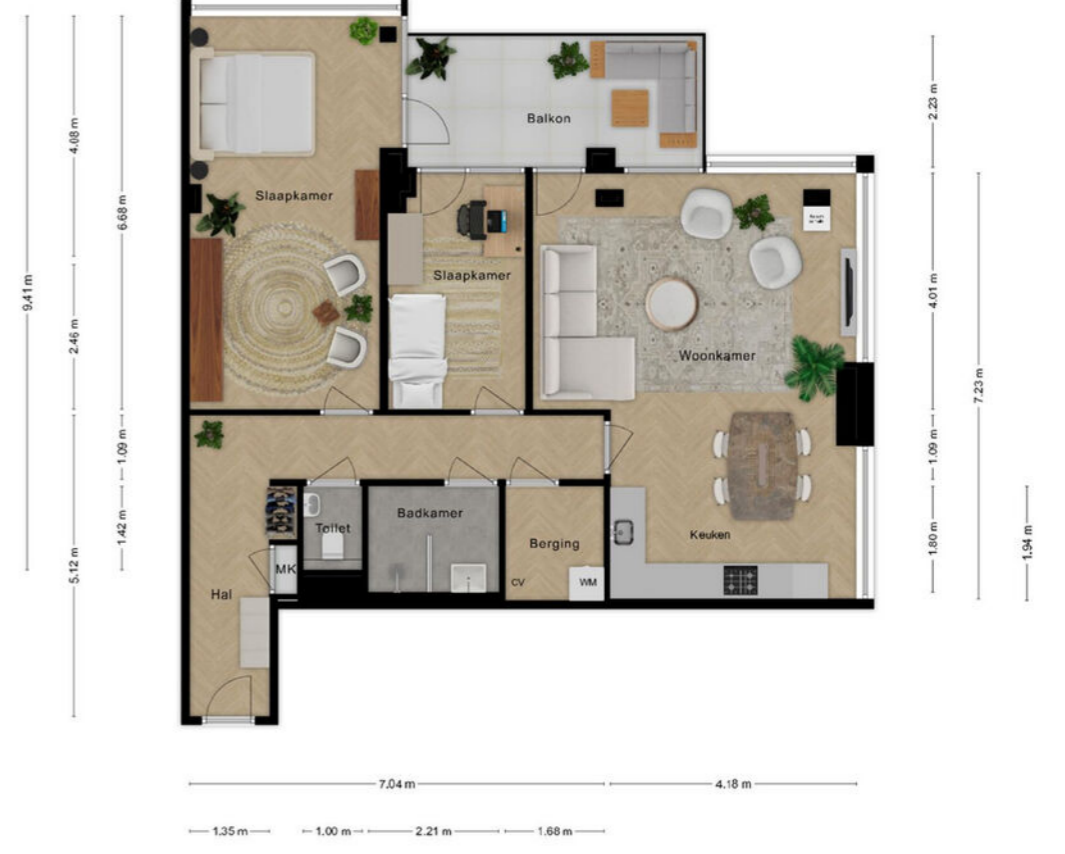 Balkon
Slaapkamer
Slaapkamer
Woonkamer
Badkamer
Toilet
Keuken
Berging
MK
CV
WM
Hal
9.41 m
4.08 m
2.46 m
5.12 m
6.68 m
1.09 m
1.42 m
2.23 m
4.01 m
1.09 m
1.80 m
7.23 m
1.94 m
7.04 m
4.18 m
1.35 m
1.00 m
2.21 m
1.68 m